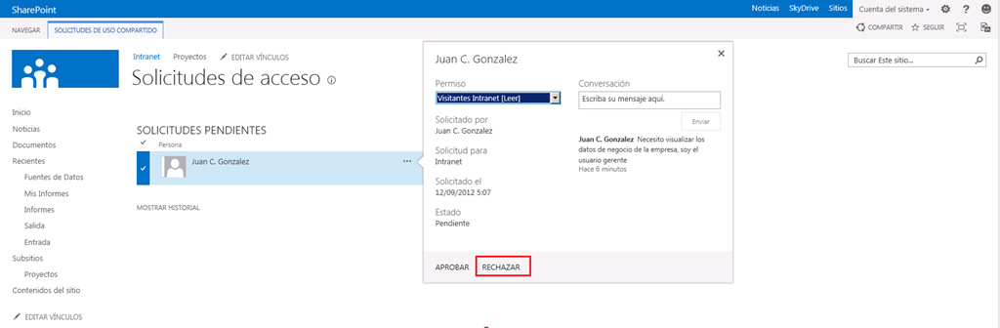 SharePoint
Noticias SkyDrive Sitios Cuenta del sistema ?
NAVEGAR SOLICITUDES DE USO COMPARTIDO
COMPARTIR SEGUIR
Intranet Proyectos EDITAR VÍNCULOS
Solicitudes de acceso
Buscar Este sitio...
Inicio
Noticias
Documentos
Recientes
Fuentes de Datos
Mis Informes
Informes
Salida
Entrada
Subsitios
Proyectos
Contenidos del sitio
EDITAR VÍNCULOS
SOLICITUDES PENDIENTES
Persona
Juan C. Gonzalez ...
MOSTRAR HISTORIAL
Juan C. Gonzalez
Permiso
Visitantes Intranet [Leer]
Solicitado por
Juan C. Gonzalez
Solicitud para
Intranet
Solicitado el
12/09/2012 5:07
Estado
Pendiente
Conversación
Escriba su mensaje aquí.
Enviar
Juan C. Gonzalez Necesito visualizar los
datos de negocio de la empresa, soy el
usuario gerente
Hace 6 minutos
APROBAR RECHAZAR